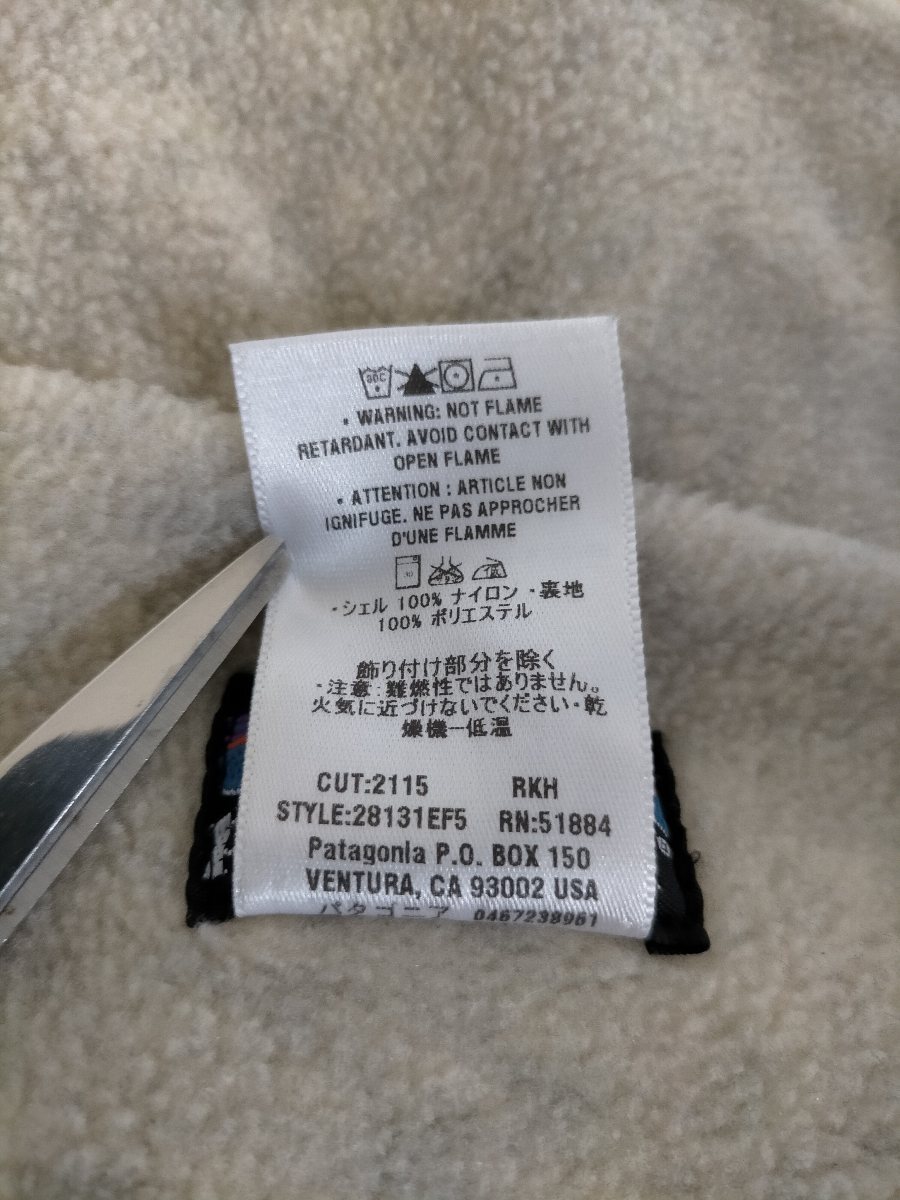 30C
• WARNING: NOT FLAME
RETARDANT. AVOID CONTACT WITH
OPEN FLAME
• ATTENTION : ARTICLE NON
IGNIFUGE. NE PAS APPROCHER
D'UNE FLAMME
・シェル 100% ナイロン ・裏地
100% ポリエステル
飾り付け部分を除く
・注意:難燃性ではありません。
火気に近づけないでください・乾
燥機ー低温
CUT:2115 RKH
STYLE:28131EF5 RN:51884
Patagonia P.O. BOX 150
VENTURA, CA 93002 USA
パタゴニア 0467238961